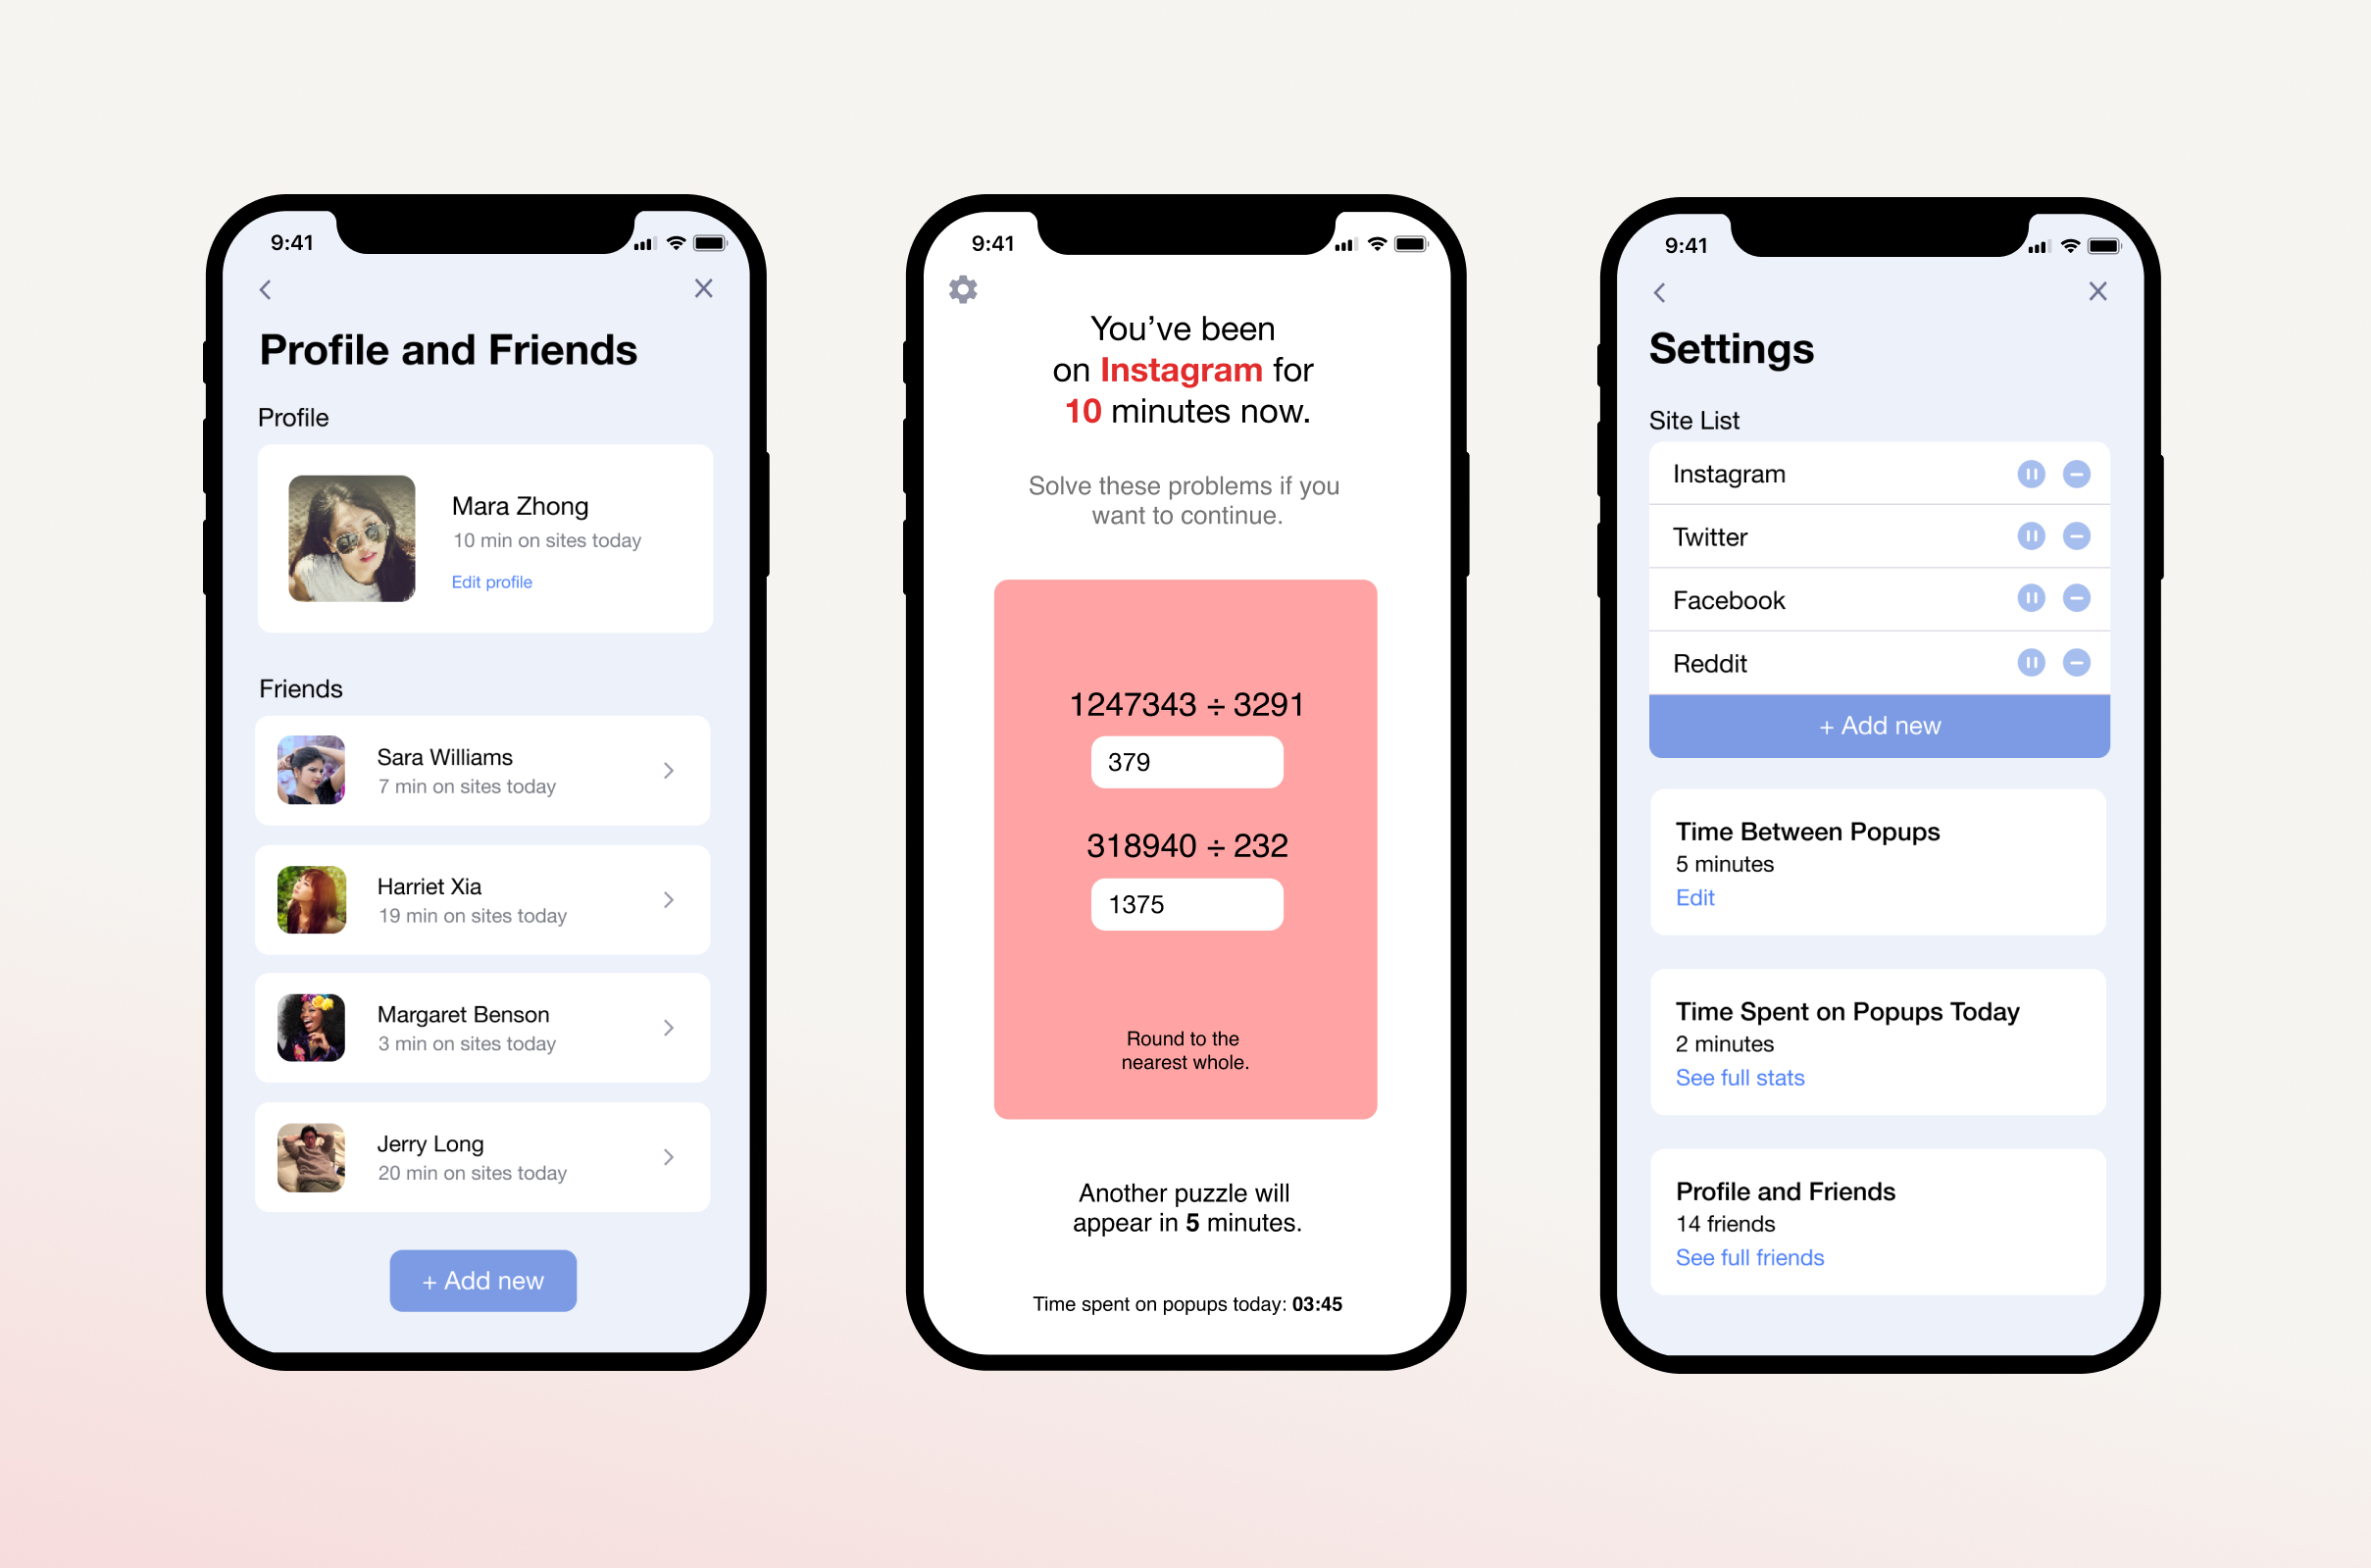 9:41
Profile and Friends
Profile
Mara Zhong
10 min on sites today
Edit profile
Friends
Sara Williams
7 min on sites today
Harriet Xia
19 min on sites today
Margaret Benson
3 min on sites today
Jerry Long
20 min on sites today
+ Add new
9:41
You’ve been
on Instagram for
10 minutes now.
Solve these problems if you
want to continue.
1247343 ÷ 3291
379
318940 ÷ 232
1375
Round to the
nearest whole.
Another puzzle will
appear in 5 minutes.
Time spent on popups today: 03:45
9:41
Settings
Site List
Instagram
Twitter
Facebook
Reddit
+ Add new
Time Between Popups
5 minutes
Edit
Time Spent on Popups Today
2 minutes
See full stats
Profile and Friends
14 friends
See full friends